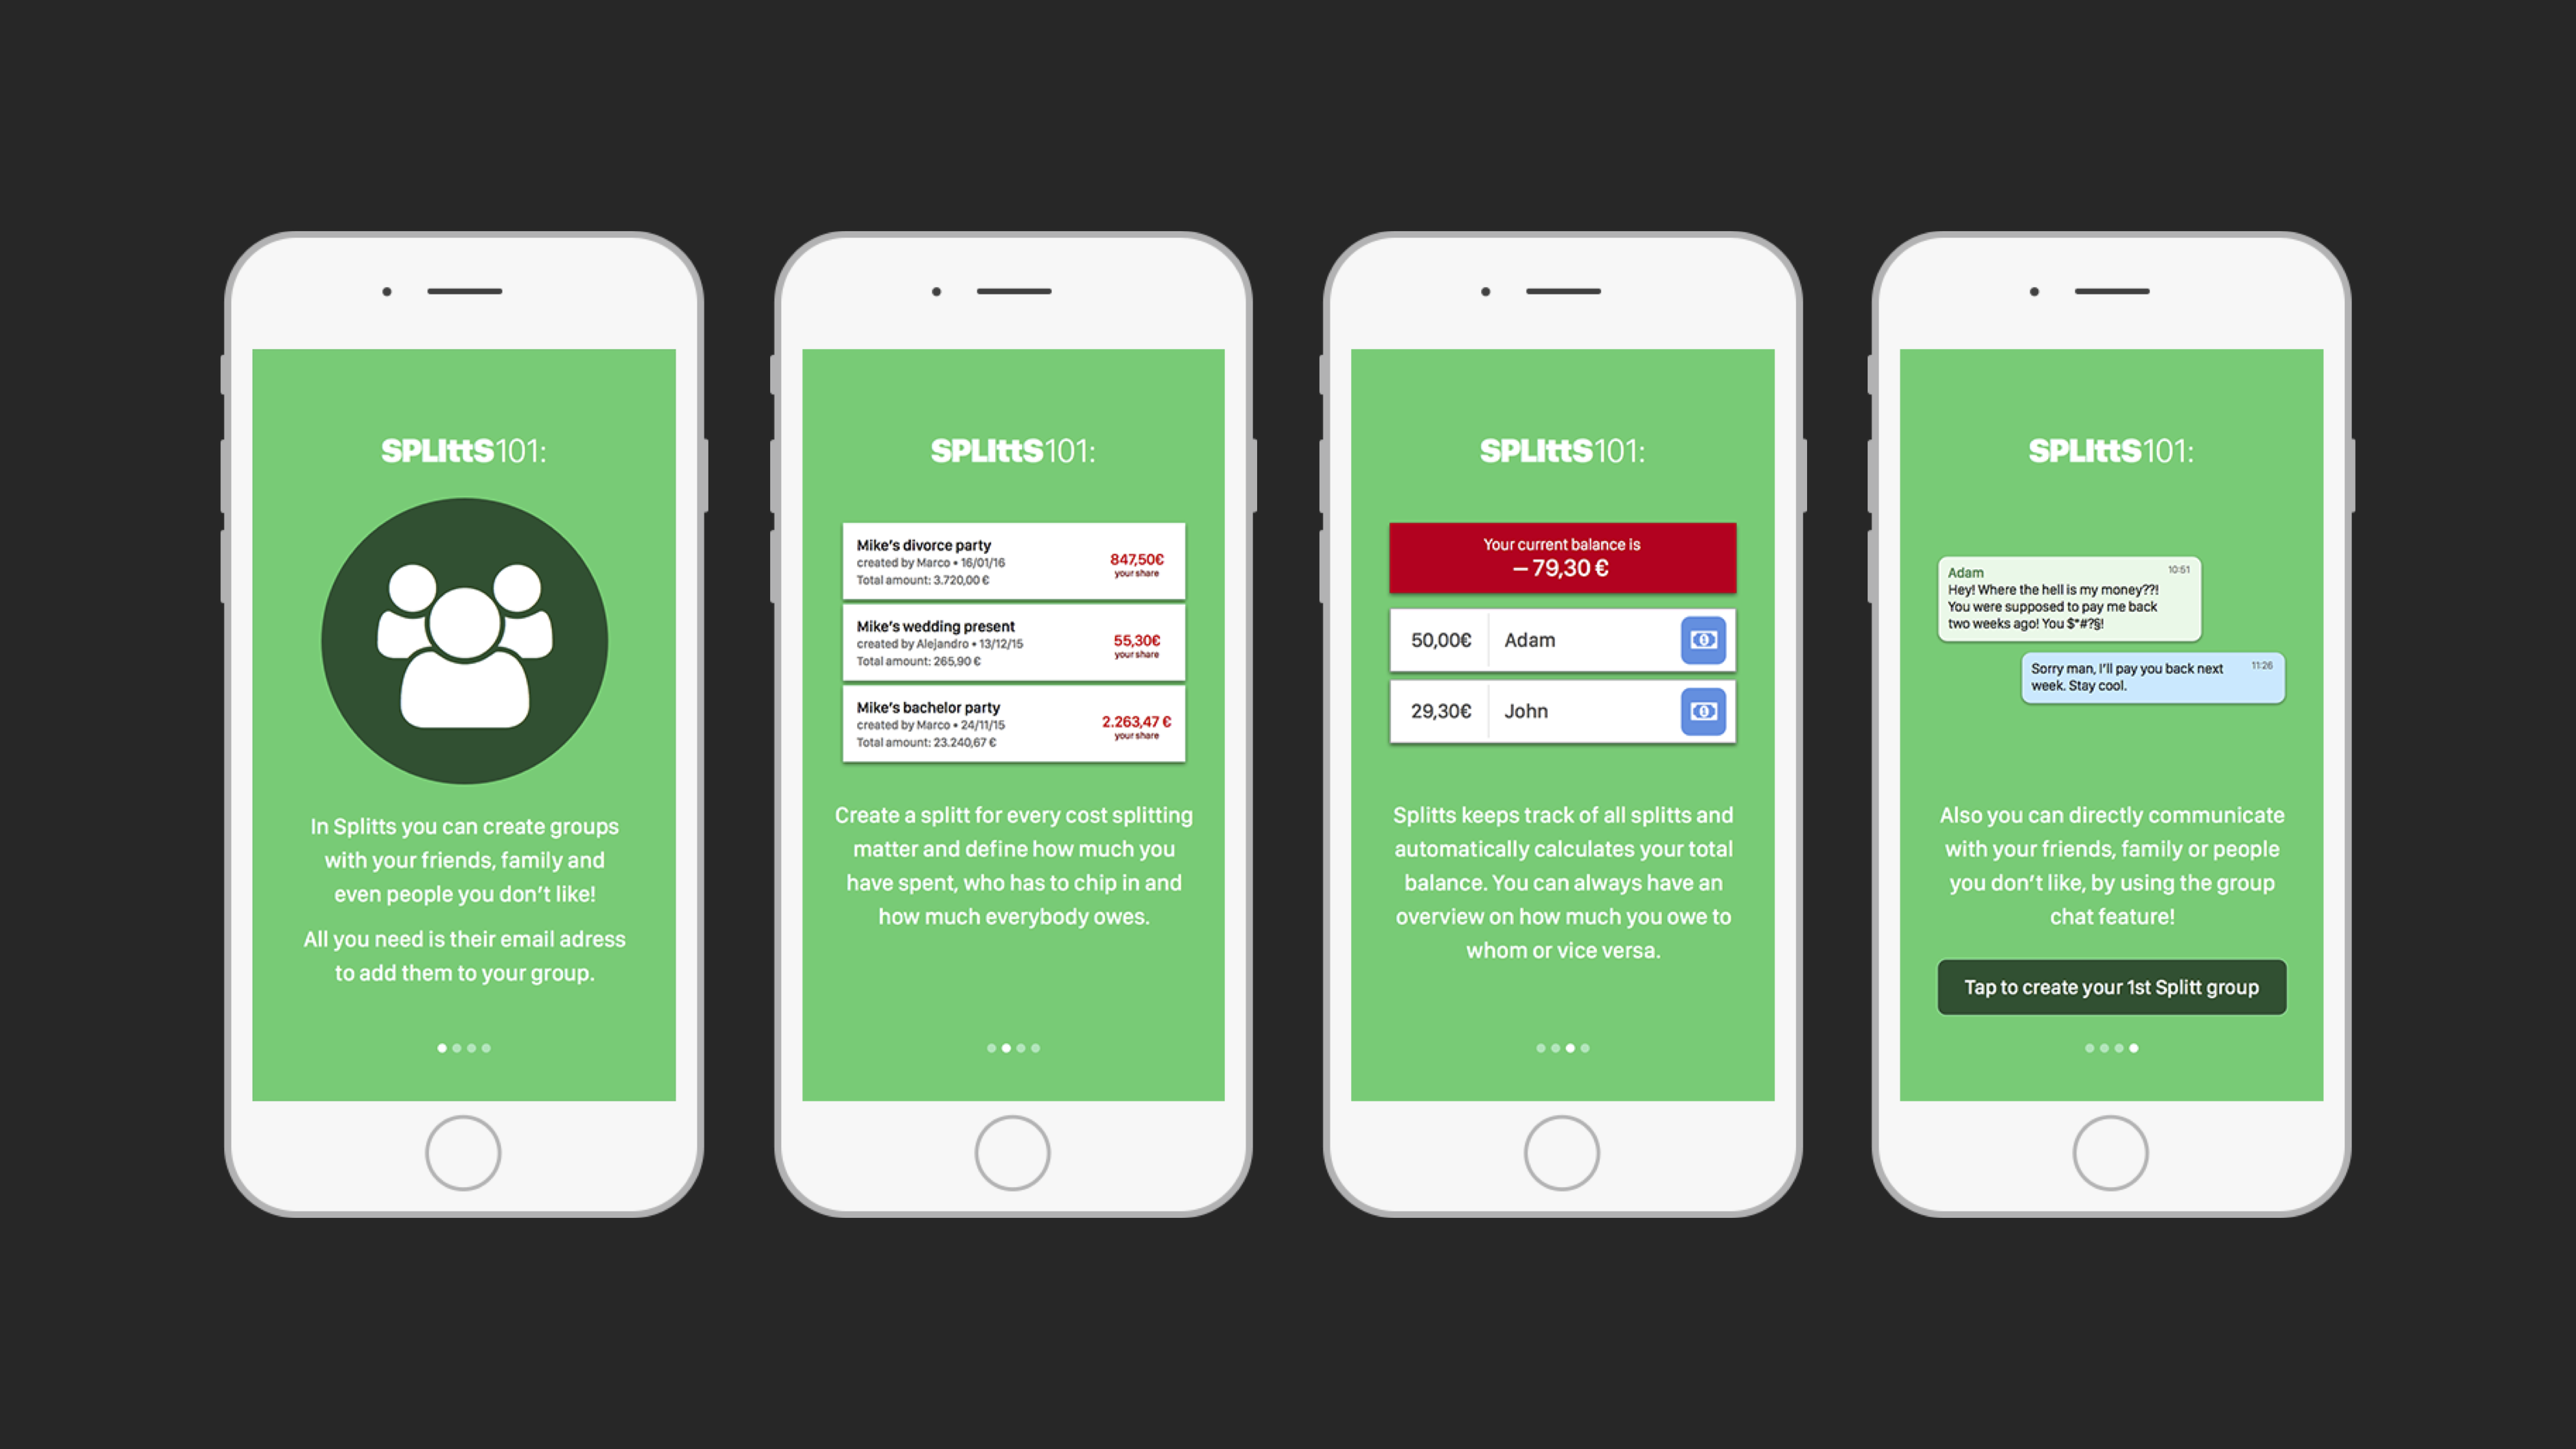 SPLIttS101:
In Splitts you can create groups
with your friends, family and
even people you don't like!
All you need is their email adress
to add them to your group.
SPLIttS101:
Mike's divorce party
created by Marco • 16/01/16
Total amount: 3.720,00 €
847,50€
your share
Mike's wedding present
created by Alejandro • 13/12/15
Total amount: 265,90 €
55,30€
your share
Mike's bachelor party
created by Marco • 24/11/15
Total amount: 23.240,67 €
2.263,47 €
your share
Create a splitt for every cost splitting
matter and define how much you
have spent, who has to chip in and
how much everybody owes.
SPLIttS101:
Your current balance is
– 79,30 €
50,00€ Adam
29,30€ John
Splitts keeps track of all splitts and
automatically calculates your total
balance. You can always have an
overview on how much you owe to
whom or vice versa.
SPLIttS101:
Adam 10:51
Hey! Where the hell is my money??!
You were supposed to pay me back
two weeks ago! You $*#?§!
Sorry man, I'll pay you back next 11:26
week. Stay cool.
Also you can directly communicate
with your friends, family or people
you don't like, by using the group
chat feature!
Tap to create your 1st Splitt group